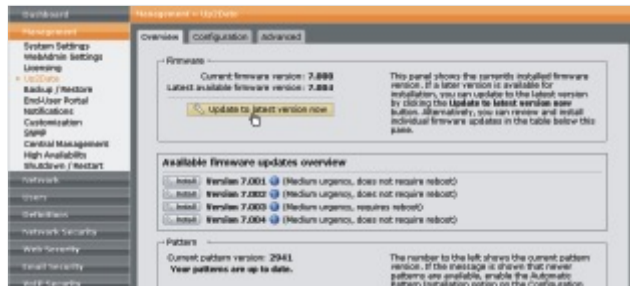 Dashboard
Management » Up2Date
Management
System Settings
WebAdmin Settings
Licensing
Up2Date
Backup / Restore
End-User Portal
Notifications
Customization
SNMP
Central Management
High Availability
Shutdown / Restart
Network
Users
Definitions
Network Security
Web Security
Email Security
VoIP Security
Overview Configuration Advanced
Firmware
Current firmware version: 7.000
Latest available firmware version: 7.004
Update to latest version now
This panel shows the currently installed firmware
version. If a later version is available for
installation, you can update to the latest version
by clicking the Update to latest version now
button. Alternatively, you can review and install
individual firmware updates in the table below this
pane.
Available firmware updates overview
Install Version 7.001 (Medium urgency, does not require reboot)
Install Version 7.002 (Medium urgency, does not require reboot)
Install Version 7.003 (Medium urgency, requires reboot)
Install Version 7.004 (Medium urgency, does not require reboot)
Pattern
Current pattern version: 2941
Your patterns are up to date.
The number to the left shows the current pattern
version. If the message is shown that newer
patterns are available, enable the Automatic
Pattern Installation option on the Configuration